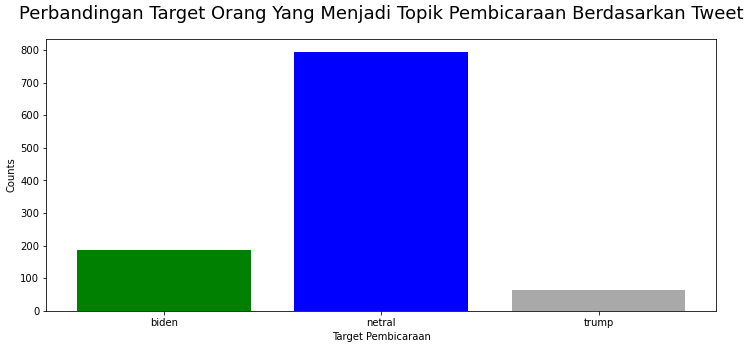 Perbandingan Target Orang Yang Menjadi Topik Pembicaraan Berdasarkan Tweet
800
700
600
500
400
300
200
100
0
Counts
biden netral trump
Target Pembicaraan